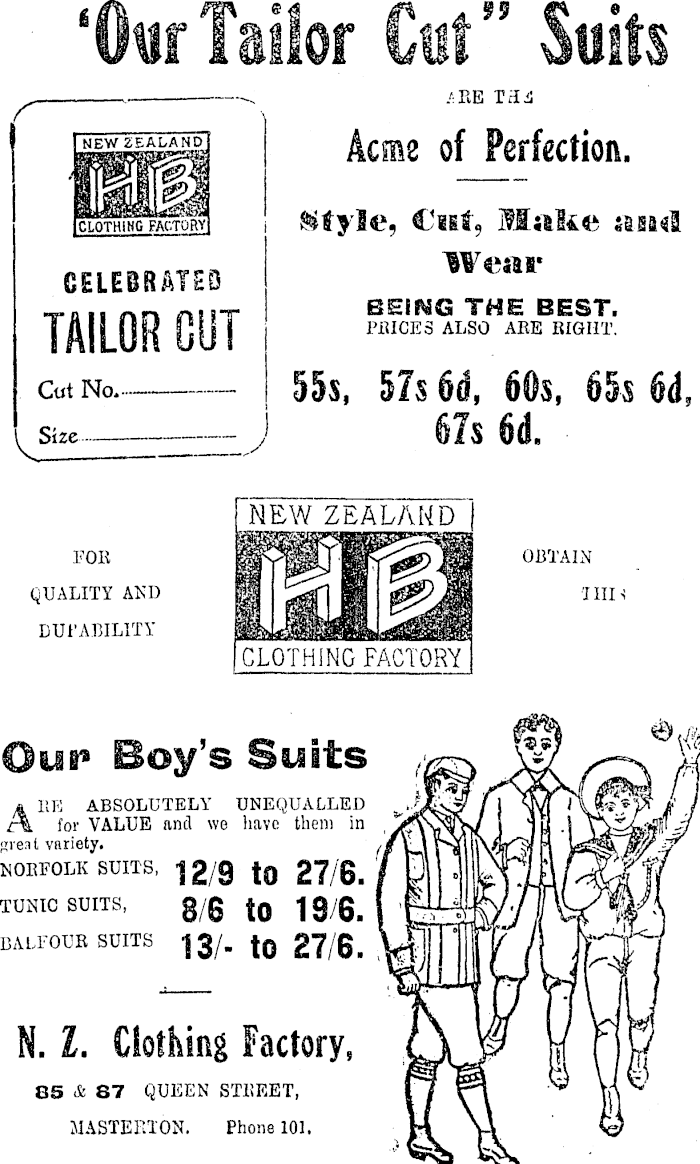 'Our Tailor Cut" Suits
ARE THE
Acme of Perfection.
Style, Cut, Make and
Wear
BEING THE BEST.
PRICES ALSO ARE RIGHT.
55s, 57s 6d, 60s, 65s 6d,
67s 6d.
NEW ZEALAND
HB
CLOTHING FACTORY
CELEBRATED
TAILOR CUT
Cut No.
Size
FOR
QUALITY AND
DURABILITY
NEW ZEALAND
HB
CLOTHING FACTORY
OBTAIN
THIS
Our Boy's Suits
ARE ABSOLUTELY UNEQUALLED
for VALUE and we have them in
great variety.
NORFOLK SUITS, 12/9 to 27/6.
TUNIC SUITS, 8/6 to 19/6.
BALFOUR SUITS 13/- to 27/6.
N. Z. Clothing Factory,
85 & 87 QUEEN STREET,
MASTERTON. Phone 101.